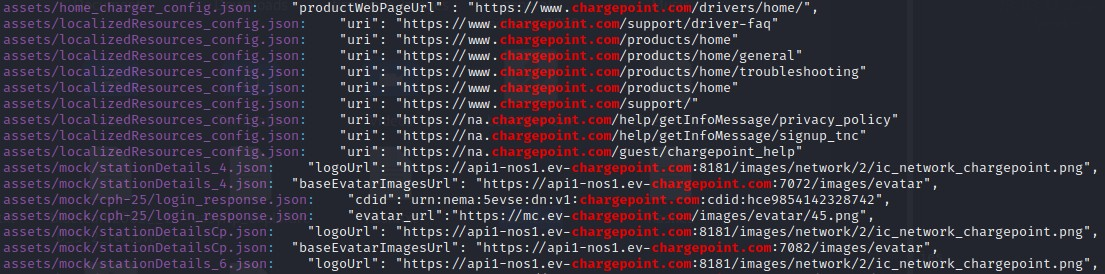 assets/home_charger_config.json:    "productWebPageUrl" : "https://www.chargepoint.com/drivers/home/",
assets/localizedResources_config.json:    "uri": "https://www.chargepoint.com/support/driver-faq"
assets/localizedResources_config.json:    "uri": "https://www.chargepoint.com/products/home"
assets/localizedResources_config.json:    "uri": "https://www.chargepoint.com/products/home/general"
assets/localizedResources_config.json:    "uri": "https://www.chargepoint.com/products/home/troubleshooting"
assets/localizedResources_config.json:    "uri": "https://www.chargepoint.com/products/home"
assets/localizedResources_config.json:    "uri": "https://www.chargepoint.com/support/"
assets/localizedResources_config.json:    "uri": "https://na.chargepoint.com/help/getInfoMessage/privacy_policy"
assets/localizedResources_config.json:    "uri": "https://na.chargepoint.com/help/getInfoMessage/signup_tnc"
assets/localizedResources_config.json:    "uri": "https://na.chargepoint.com/guest/chargepoint_help"
assets/mock/stationDetails_4.json:    "logoUrl": "https://api1-nos1.ev-chargepoint.com:8181/images/network/2/ic_network_chargepoint.png",
assets/mock/stationDetails_4.json:  "baseEvatarImagesUrl": "https://api1-nos1.ev-chargepoint.com:7072/images/evatar",
assets/mock/cph-25/login_response.json:    "cdid":"urn:nema:5evse:dn:v1:chargepoint.com:cdid:hce9854142328742",
assets/mock/cph-25/login_response.json:    "evatar_url":"https://mc.ev-chargepoint.com/images/evatar/45.png",
assets/mock/stationDetailsCp.json:    "logoUrl": "https://api1-nos1.ev-chargepoint.com:8181/images/network/2/ic_network_chargepoint.png",
assets/mock/stationDetailsCp.json:  "baseEvatarImagesUrl": "https://api1-nos1.ev-chargepoint.com:7082/images/evatar",
assets/mock/stationDetails_6.json:    "logoUrl": "https://api1-nos1.ev-chargepoint.com:8181/images/network/2/ic_network_chargepoint.png",